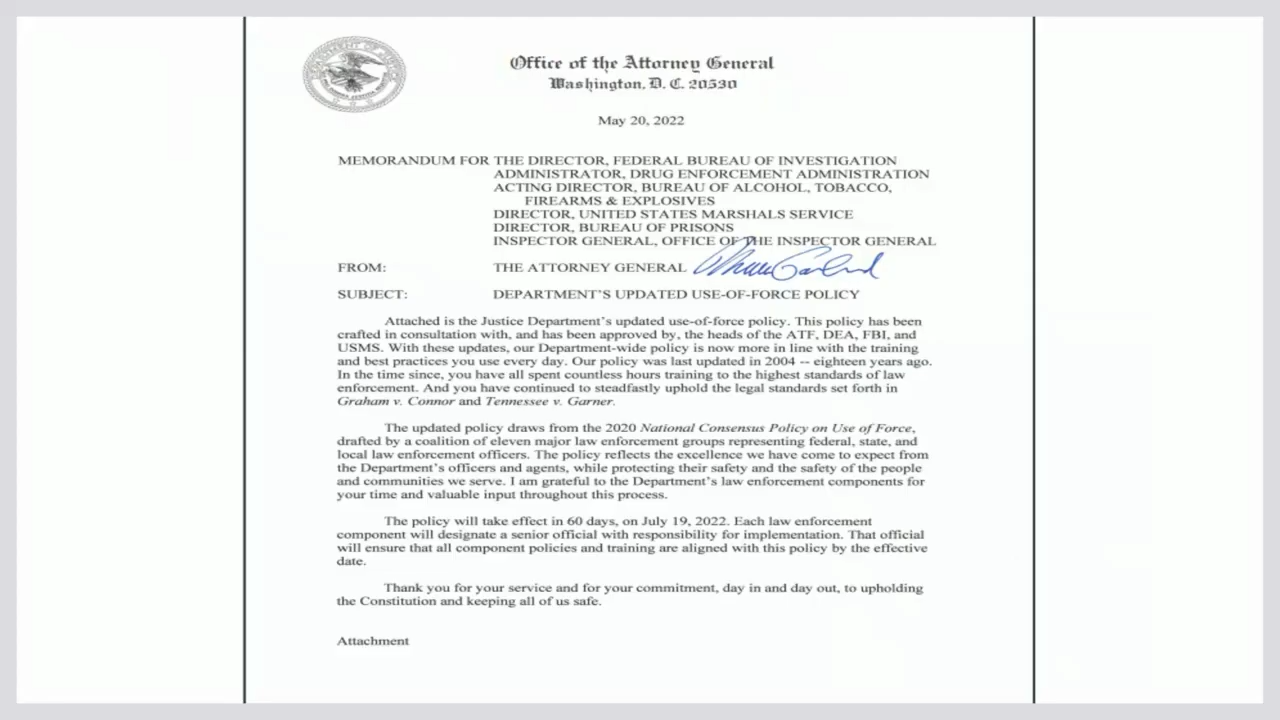 Office of the Attorney General
Washington, D. C. 20530
May 20, 2022
MEMORANDUM FOR THE DIRECTOR, FEDERAL BUREAU OF INVESTIGATION
ADMINISTRATOR, DRUG ENFORCEMENT ADMINISTRATION
ACTING DIRECTOR, BUREAU OF ALCOHOL, TOBACCO,
FIREARMS & EXPLOSIVES
DIRECTOR, UNITED STATES MARSHALS SERVICE
DIRECTOR, BUREAU OF PRISONS
INSPECTOR GENERAL, OFFICE OF THE INSPECTOR GENERAL
FROM: THE ATTORNEY GENERAL
SUBJECT: DEPARTMENT'S UPDATED USE-OF-FORCE POLICY
Attached is the Justice Department's updated use-of-force policy. This policy has been
crafted in consultation with, and has been approved by, the heads of the ATF, DEA, FBI, and
USMS. With these updates, our Department-wide policy is now more in line with the training
and best practices you use every day. Our policy was last updated in 2004 -- eighteen years ago.
In the time since, you have all spent countless hours training to the highest standards of law
enforcement. And you have continued to steadfastly uphold the legal standards set forth in
Graham v. Connor and Tennessee v. Garner.
The updated policy draws from the 2020 National Consensus Policy on Use of Force,
drafted by a coalition of eleven major law enforcement groups representing federal, state, and
local law enforcement officers. The policy reflects the excellence we have come to expect from
the Department's officers and agents, while protecting their safety and the safety of the people
and communities we serve. I am grateful to the Department's law enforcement components for
your time and valuable input throughout this process.
The policy will take effect in 60 days, on July 19, 2022. Each law enforcement
component will designate a senior official with responsibility for implementation. That official
will ensure that all component policies and training are aligned with this policy by the effective
date.
Thank you for your service and for your commitment, day in and day out, to upholding
the Constitution and keeping all of us safe.
Attachment